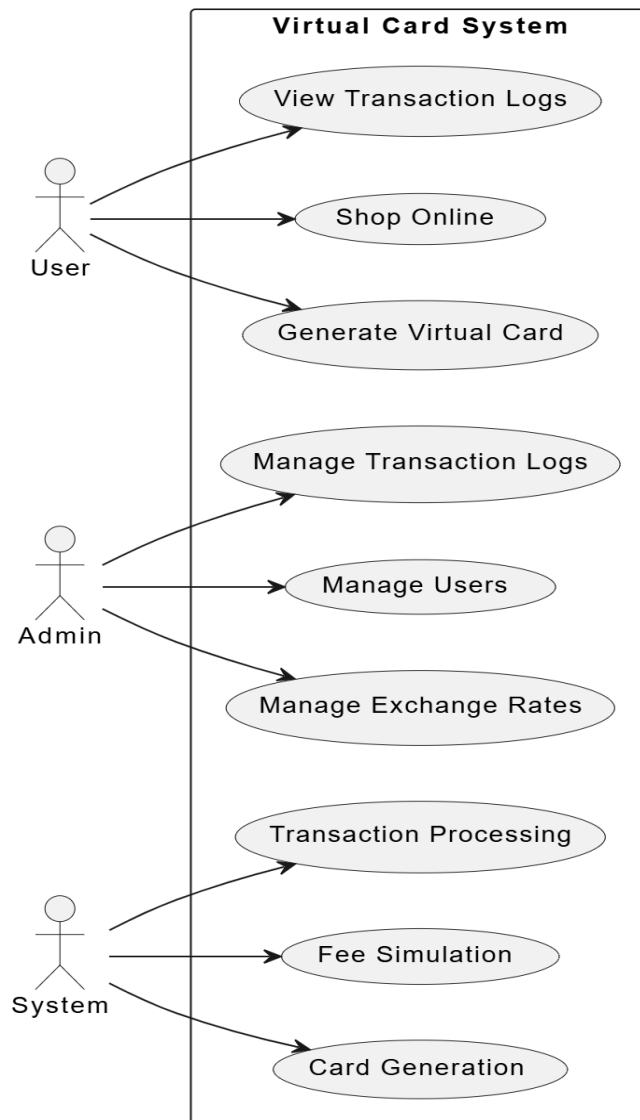 Virtual Card System
View Transaction Logs
Shop Online
User
Generate Virtual Card
Manage Transaction Logs
Manage Users
Admin
Manage Exchange Rates
Transaction Processing
Fee Simulation
System
Card Generation